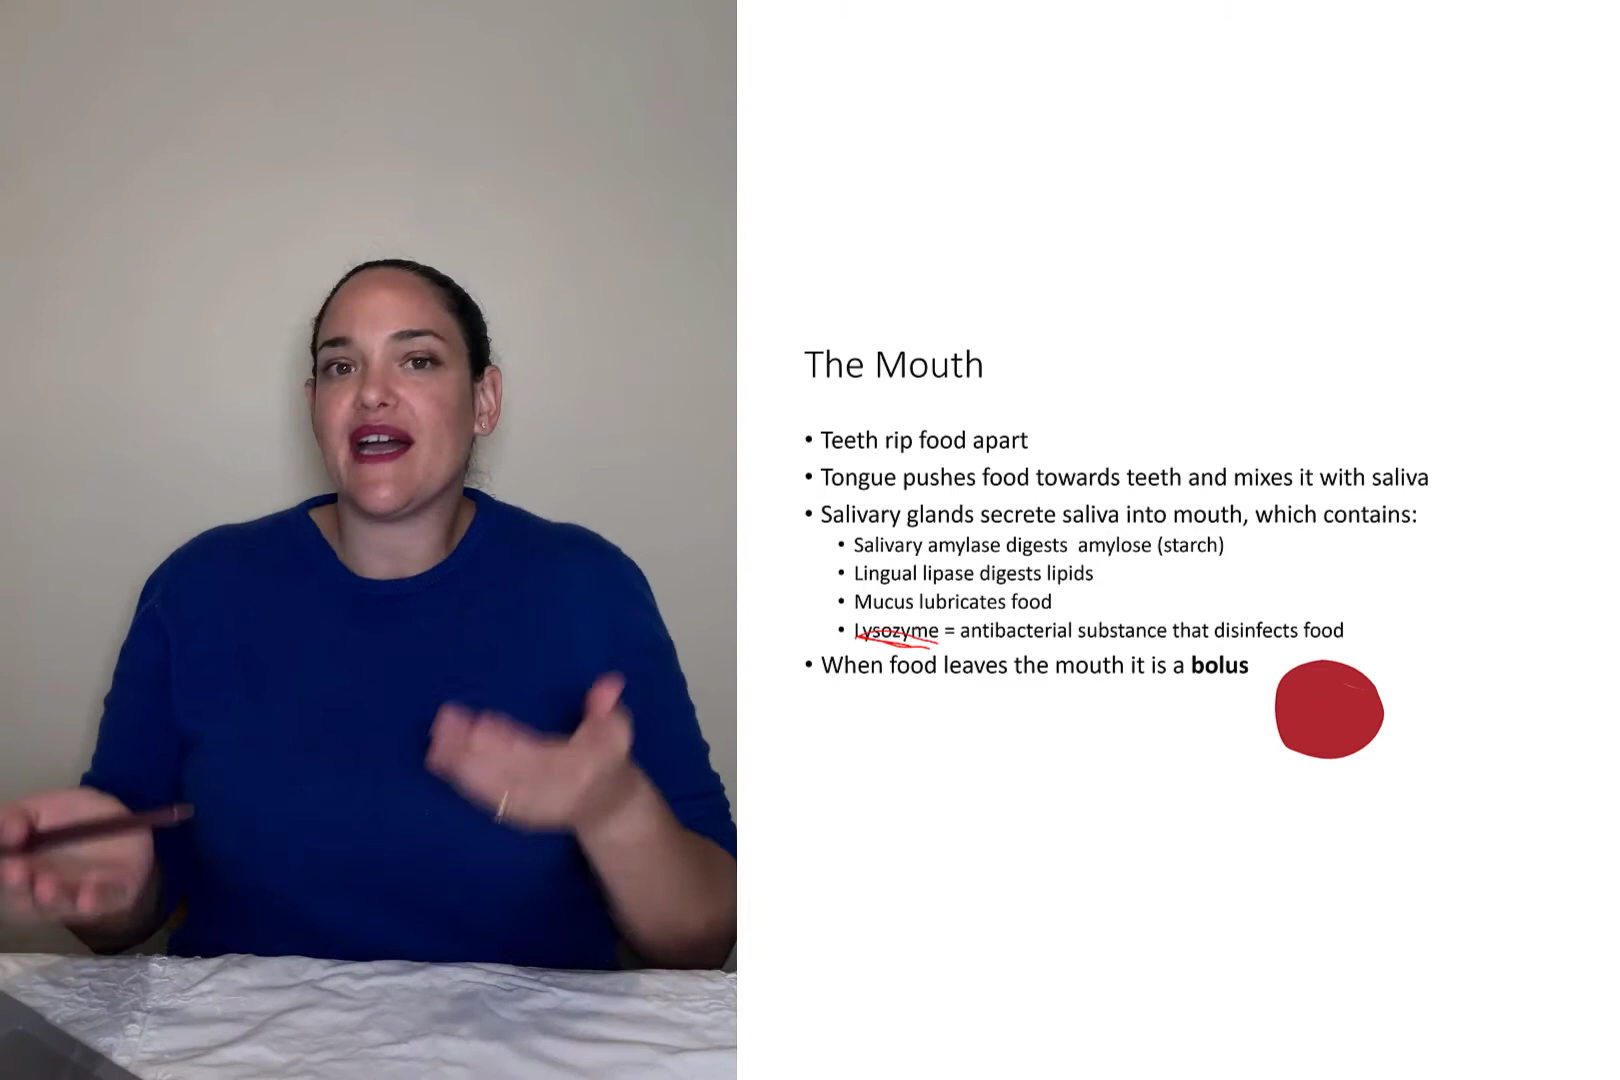 The Mouth
• Teeth rip food apart
• Tongue pushes food towards teeth and mixes it with saliva
• Salivary glands secrete saliva into mouth, which contains:
• Salivary amylase digests  amylose (starch)
• Lingual lipase digests lipids
• Mucus lubricates food
• Lysozyme = antibacterial substance that disinfects food
• When food leaves the mouth it is a bolus